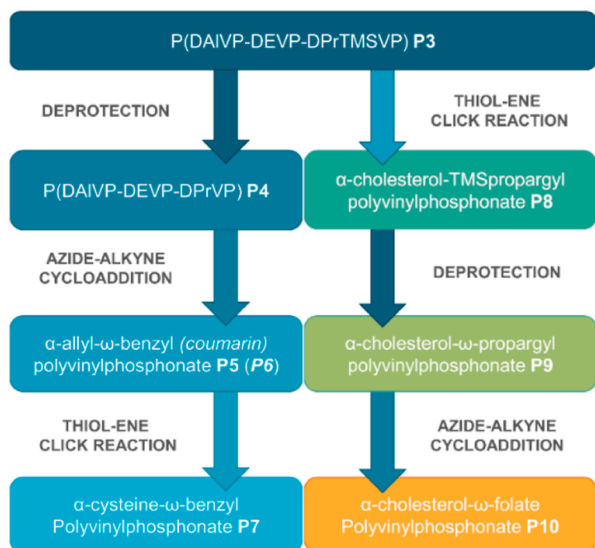 P(DAIVP-DEVP-DPrTMSVP) P3
DEPROTECTION
THIOL-ENE
CLICK REACTION
P(DAIVP-DEVP-DPrVP) P4
α-cholesterol-TMSpropargyl
polyvinylphosphonate P8
AZIDE-ALKYNE
CYCLOADDITION
DEPROTECTION
α-allyl-ω-benzyl (coumarin)
polyvinylphosphonate P5 (P6)
α-cholesterol-ω-propargyl
polyvinylphosphonate P9
THIOL-ENE
CLICK REACTION
AZIDE-ALKYNE
CYCLOADDITION
α-cysteine-ω-benzyl
Polyvinylphosphonate P7
α-cholesterol-ω-folate
Polyvinylphosphonate P10